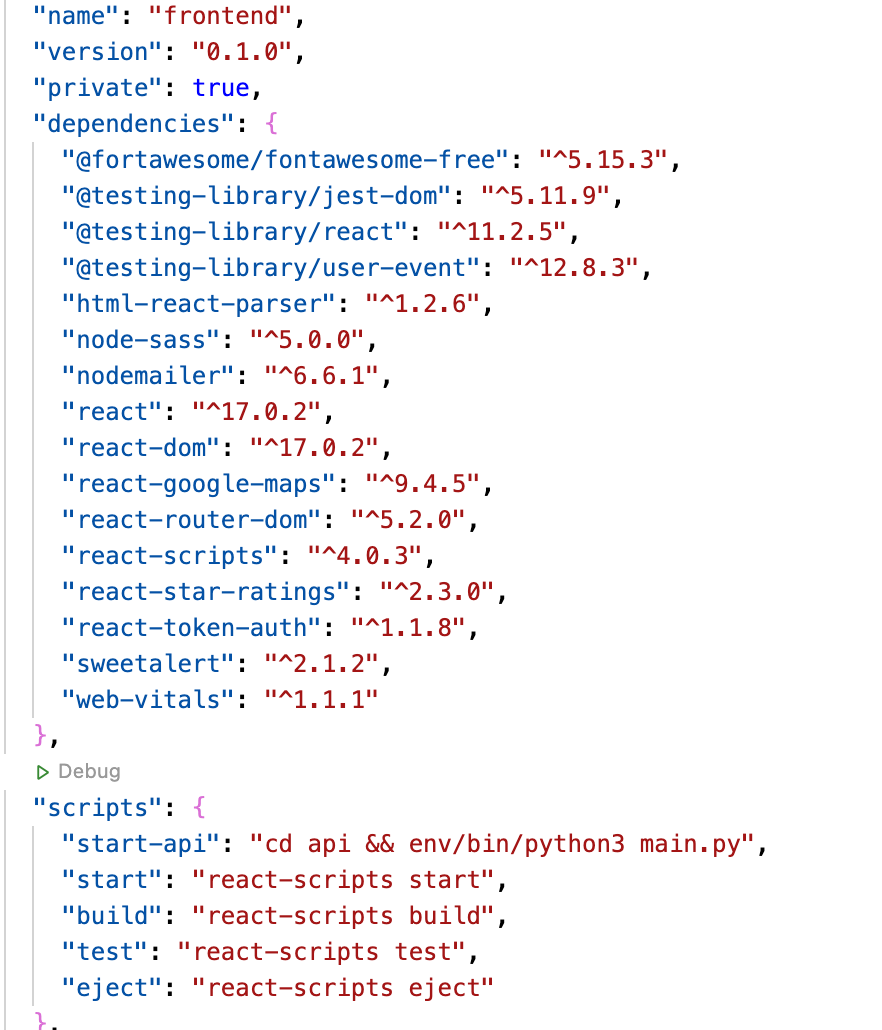 "name": "frontend",
"version": "0.1.0",
"private": true,
"dependencies": {
"@fortawesome/fontawesome-free": "^5.15.3",
"@testing-library/jest-dom": "^5.11.9",
"@testing-library/react": "^11.2.5",
"@testing-library/user-event": "^12.8.3",
"html-react-parser": "^1.2.6",
"node-sass": "^5.0.0",
"nodemailer": "^6.6.1",
"react": "^17.0.2",
"react-dom": "^17.0.2",
"react-google-maps": "^9.4.5",
"react-router-dom": "^5.2.0",
"react-scripts": "^4.0.3",
"react-star-ratings": "^2.3.0",
"react-token-auth": "^1.1.8",
"sweetalert": "^2.1.2",
"web-vitals": "^1.1.1"
},
Debug
"scripts": {
"start-api": "cd api && env/bin/python3 main.py",
"start": "react-scripts start",
"build": "react-scripts build",
"test": "react-scripts test",
"eject": "react-scripts eject"
},